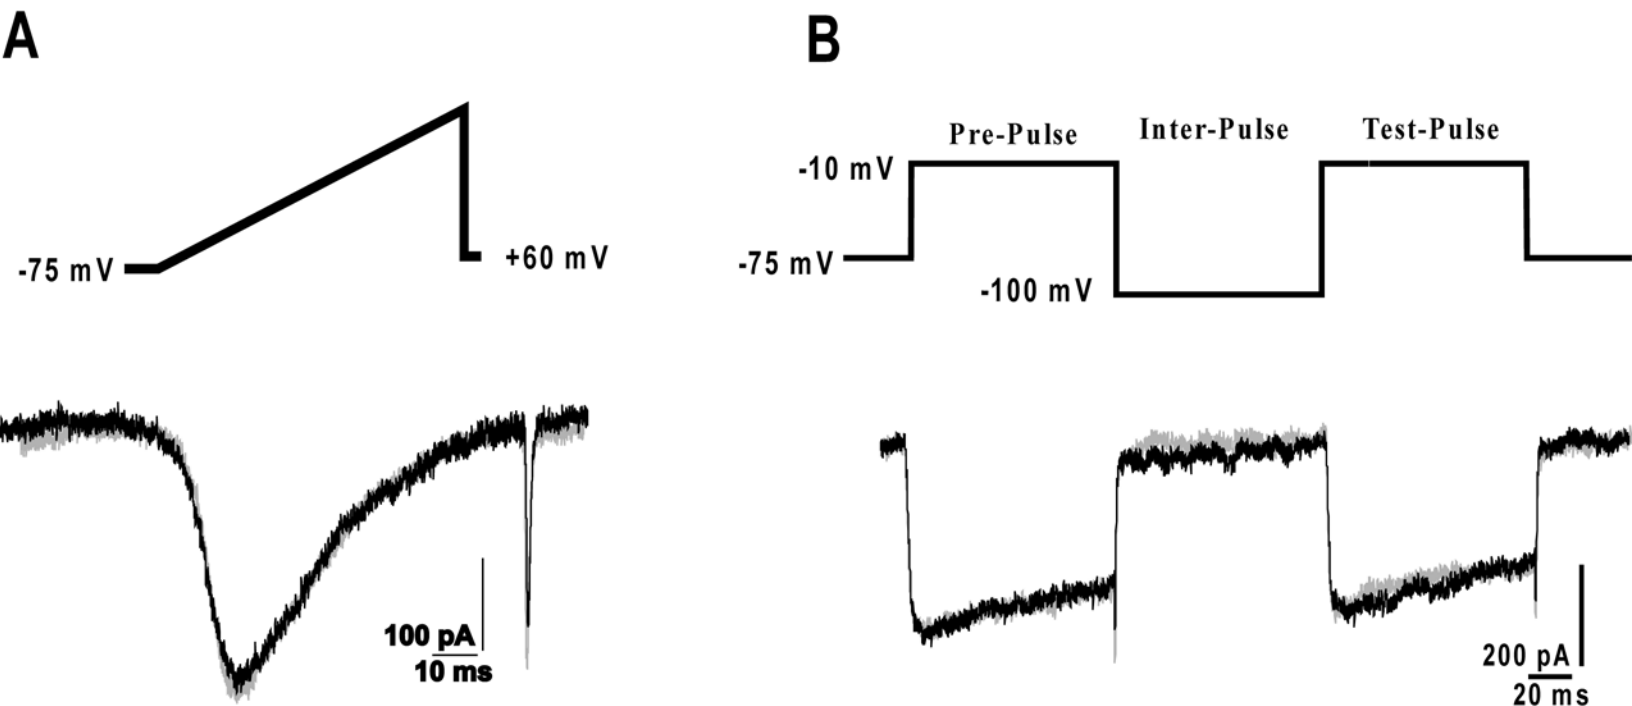 A
-75 mV
+60 mV
100 pA
10 ms
B
Pre-Pulse
Inter-Pulse
Test-Pulse
-10 mV
-75 mV
-100 mV
200 pA
20 ms